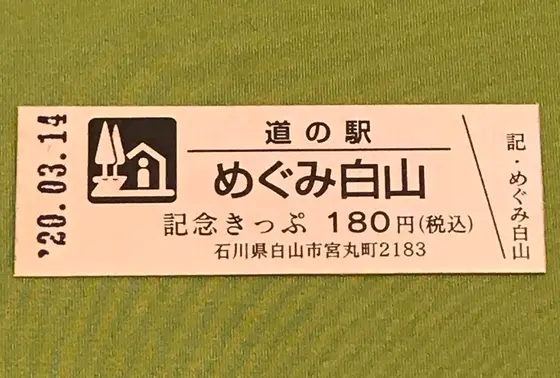 '20.03.14
道の駅
めぐみ白山
記念きっぷ 180円(税込)
石川県白山市宮丸町2183
記・めぐみ白山